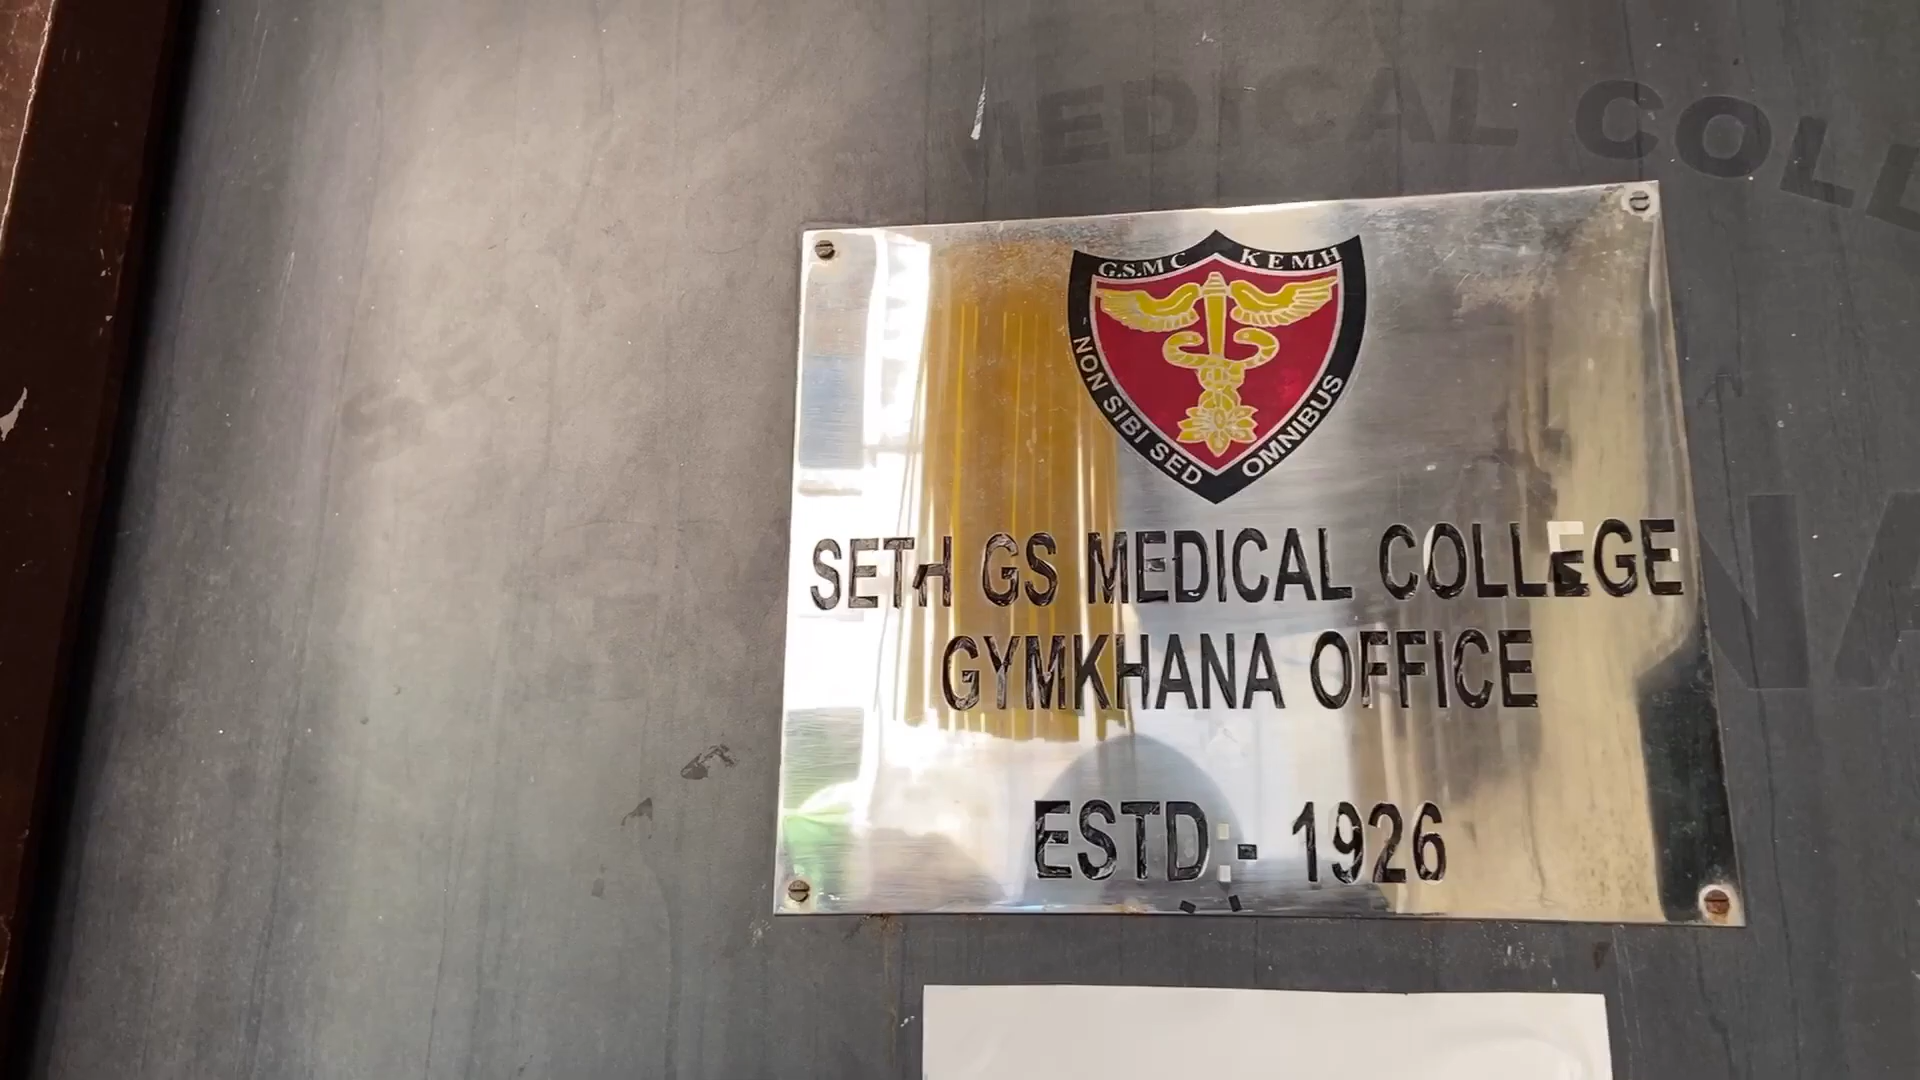 MEDICAL COLL
G.S.M C K E M.H
NON SIBI SED OMNIBUS
SETH GS MEDICAL COLLEGE
GYMKHANA OFFICE
ESTD - 1926